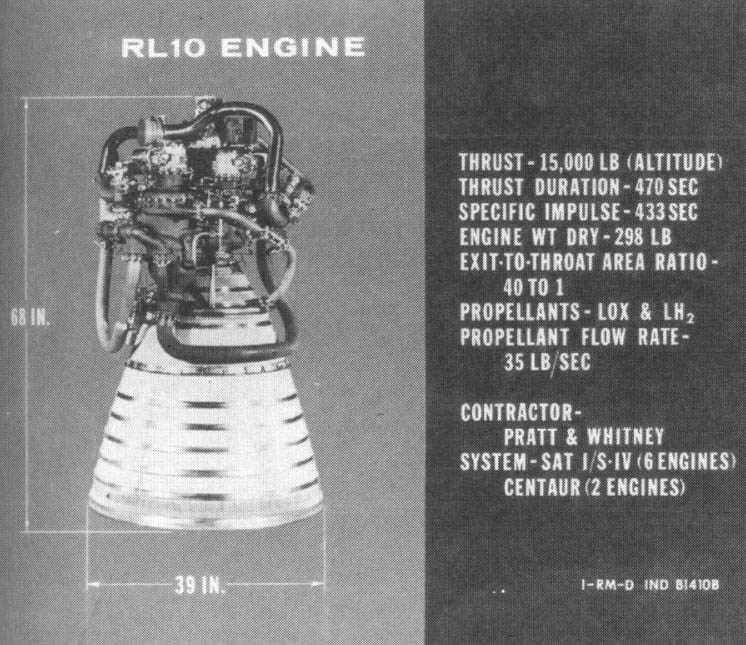 RL10 ENGINE
68 IN.
39 IN.
THRUST - 15,000 LB (ALTITUDE)
THRUST DURATION - 470 SEC
SPECIFIC IMPULSE - 433 SEC
ENGINE WT DRY - 298 LB
EXIT-TO-THROAT AREA RATIO -
40 TO 1
PROPELLANTS - LOX & LH₂
PROPELLANT FLOW RATE -
35 LB/SEC
CONTRACTOR -
PRATT & WHITNEY
SYSTEM - SAT I/S-IV (6 ENGINES)
CENTAUR (2 ENGINES)
I-RM-D IND B1410B